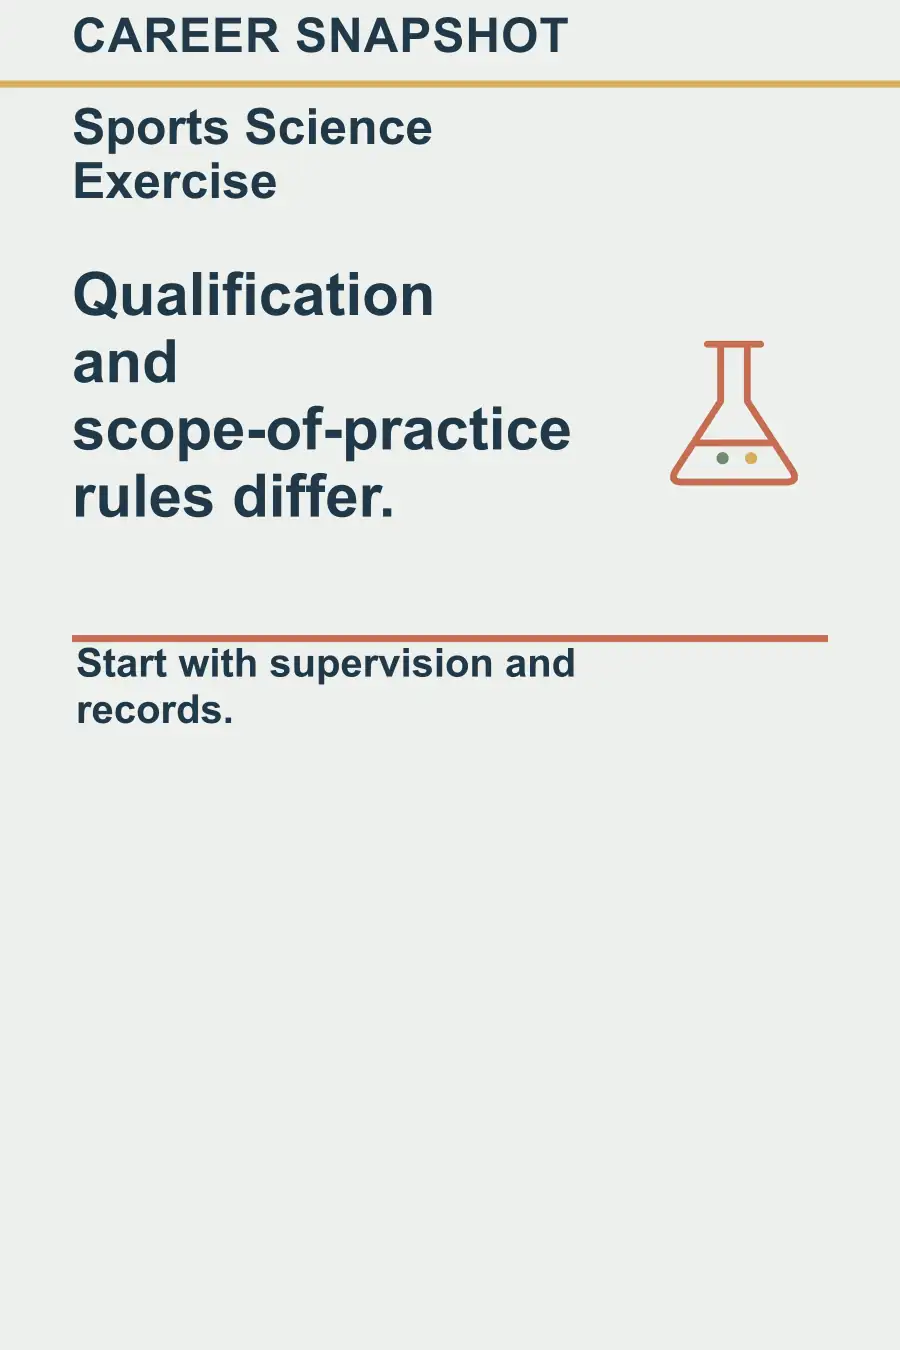 CAREER SNAPSHOT
Sports Science
Exercise
Qualification
and
scope-of-practice
rules differ.
Start with supervision and
records.